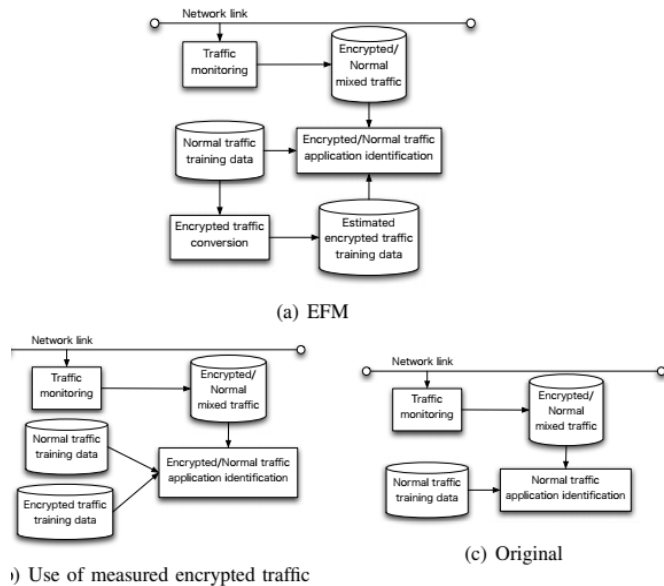 Network link
Traffic
monitoring
Encrypted/
Normal
mixed traffic
Normal traffic
training data
Encrypted/Normal traffic
application identification
Encrypted traffic
conversion
Estimated
encrypted traffic
training data
(a) EFM
Network link
Traffic
monitoring
Encrypted/
Normal
mixed traffic
Normal traffic
training data
Encrypted/Normal traffic
application identification
Encrypted traffic
training data
) Use of measured encrypted traffic
Network link
Traffic
monitoring
Encrypted/
Normal
mixed traffic
Normal traffic
training data
Normal traffic
application identification
(c) Original